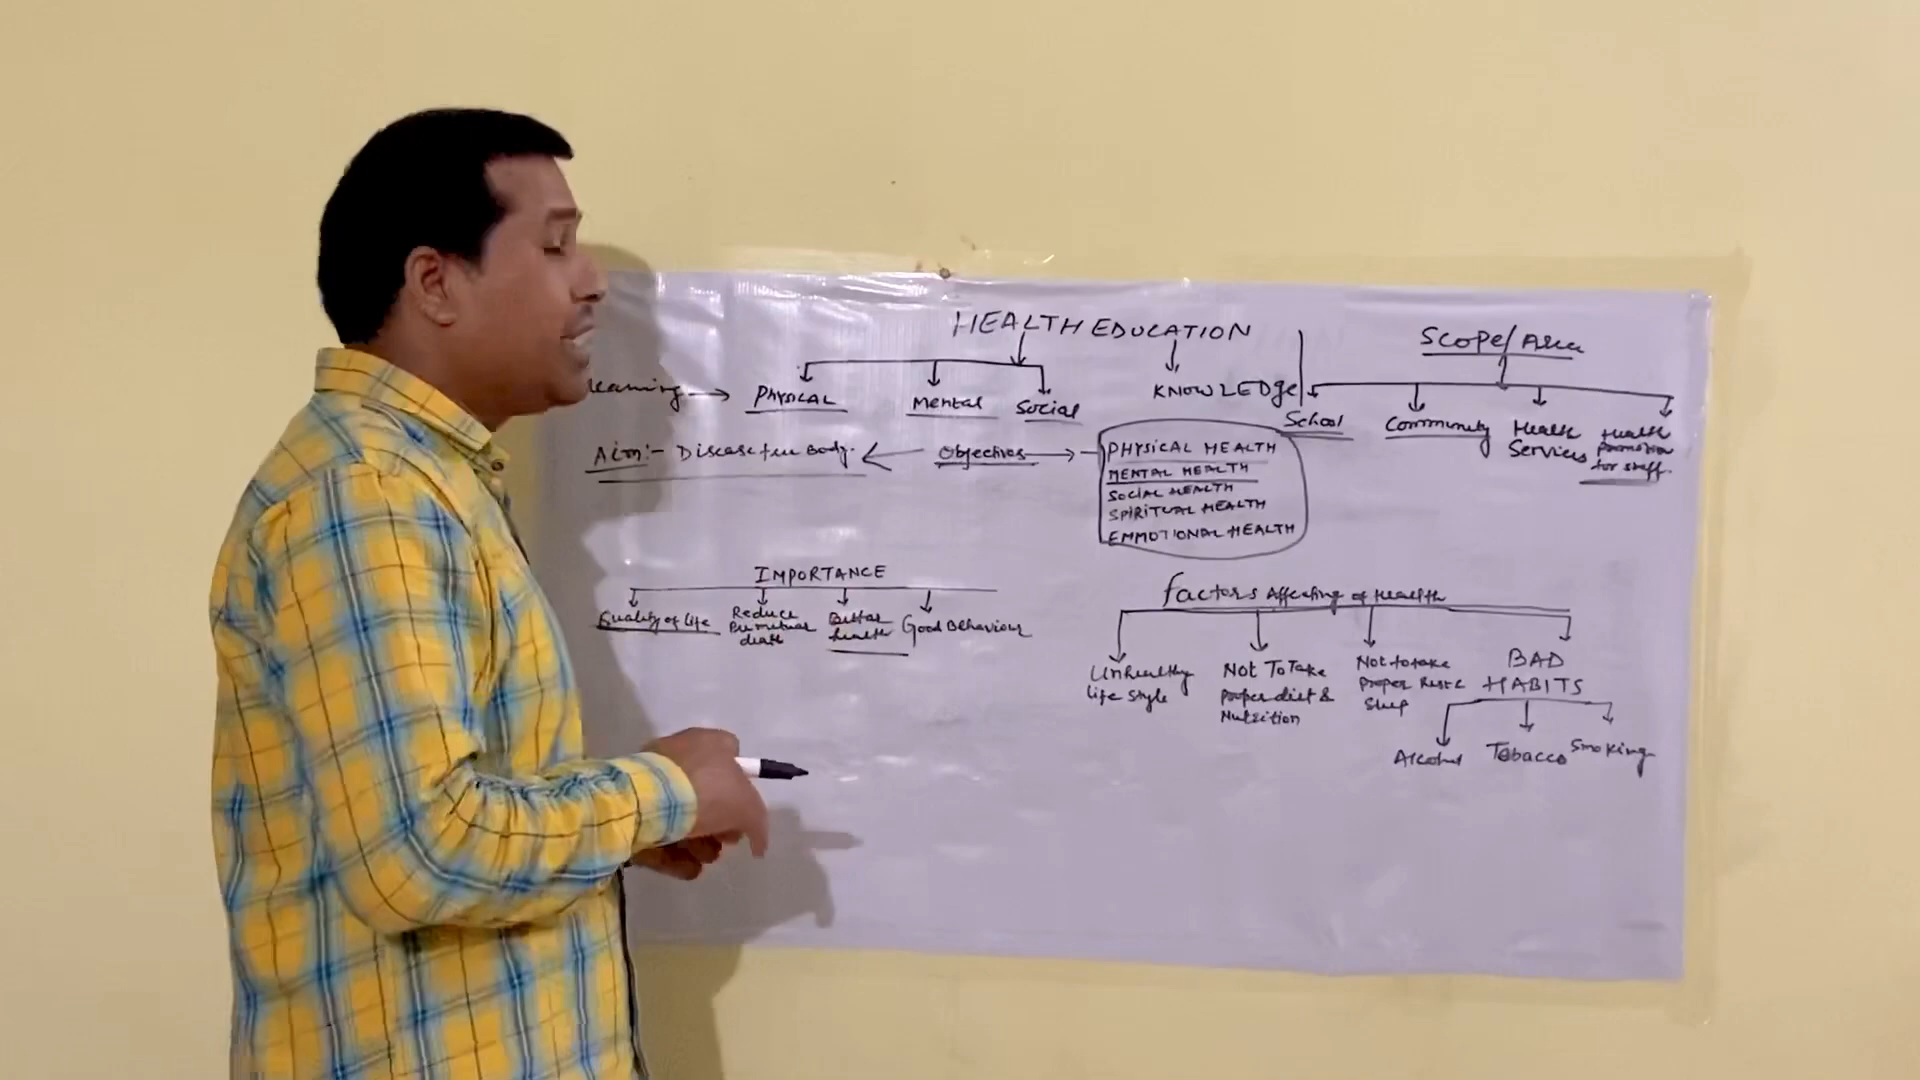 HEALTH EDUCATION
PHYSICAL Mental Social
KNOWLEDge
Aim:- Disease free Body.
Objectives
PHYSICAL HEALTH
MENTAL HEALTH
SOCIAL HEALTH
SPIRITUAL HEALTH
EMMOTIONAL HEALTH
Scope/Area
School
Community
Health
Services
Health
promotion
for staff.
IMPORTANCE
Quality of life
Reduce
death
Better
health
Good Behaviour
factors Affecting of Health
Unhealthy
life style
Not To Take
proper diet &
Nutrition
Not to take
proper Rest &
Sleep
BAD
HABITS
Alcohol
Tobacco
Smoking